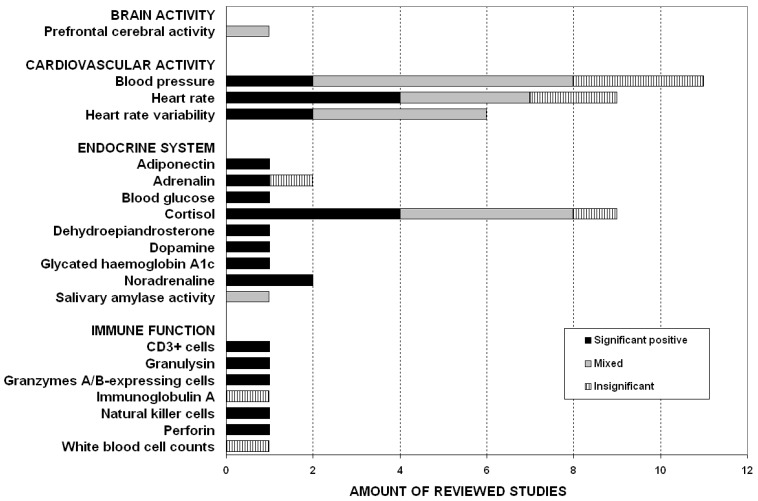 BRAIN ACTIVITY
Prefrontal cerebral activity
CARDIOVASCULAR ACTIVITY
Blood pressure
Heart rate
Heart rate variability
ENDOCRINE SYSTEM
Adiponectin
Adrenalin
Blood glucose
Cortisol
Dehydroepiandrosterone
Dopamine
Glycated haemoglobin A1c
Noradrenaline
Salivary amylase activity
IMMUNE FUNCTION
CD3+ cells
Granulysin
Granzymes A/B-expressing cells
Immunoglobulin A
Natural killer cells
Perforin
White blood cell counts
Significant positive
Mixed
Insignificant
0 2 4 6 8 10 12
AMOUNT OF REVIEWED STUDIES